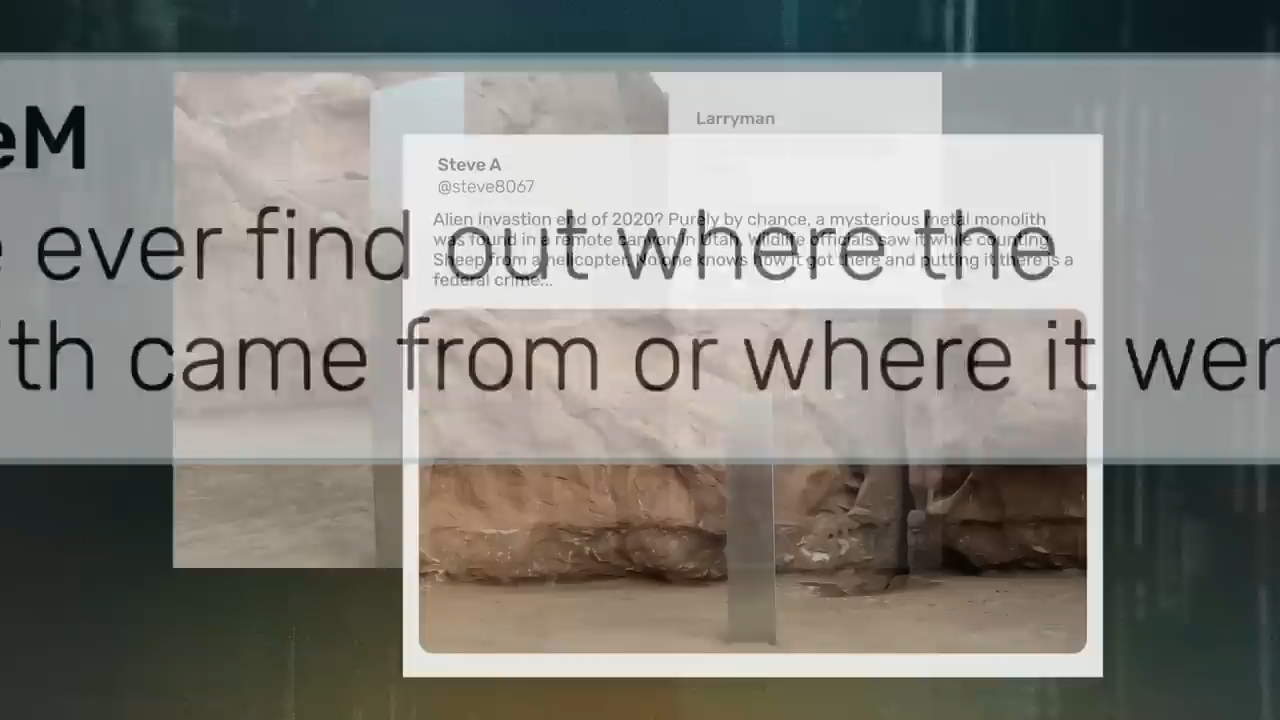 eM
Larryman
Steve A
@steve8067
Alien Invastion end of 2020? Purely by chance, a mysterious metal monolith
was found in a remote canyon in Utah. Wildlife officials saw it while counting
Sheep from a helicopter. No one knows how it got there and putting it there is a
federal crime...
ever find out where the
th came from or where it wer